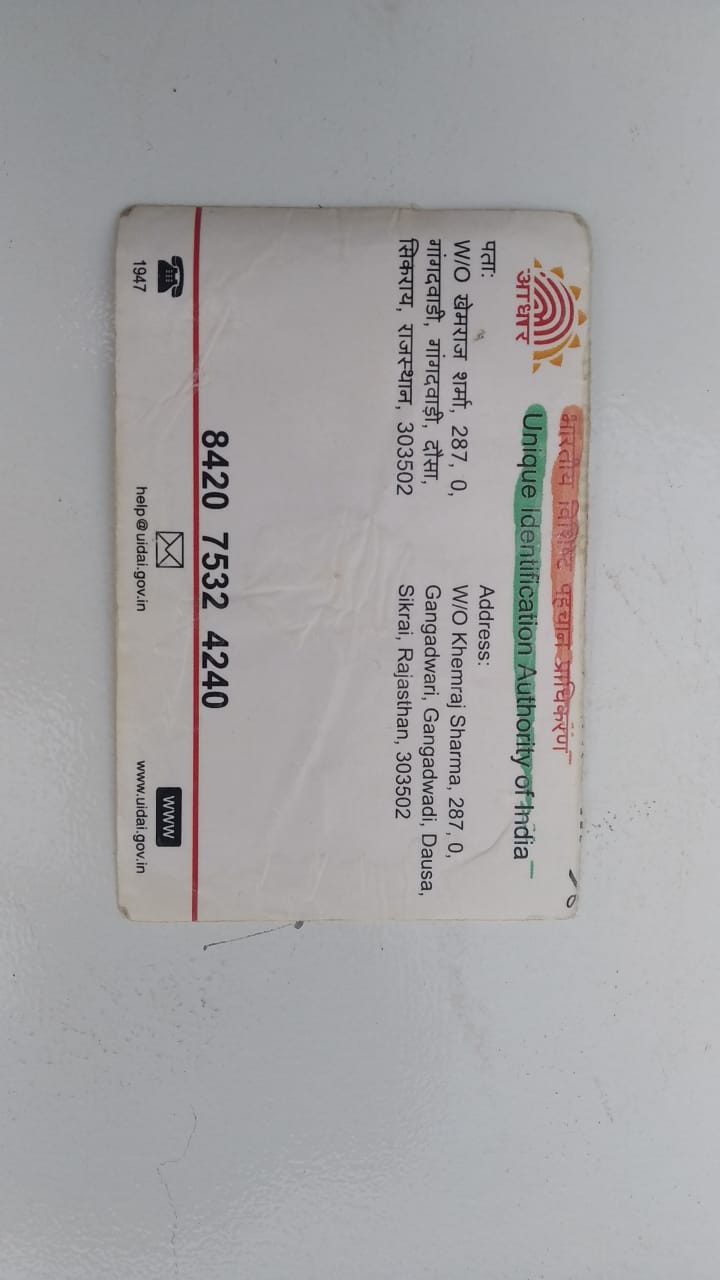 भारतीय विशिष्ट पहचान प्राधिकरण
Unique Identification Authority of India
आधार
पता:
W/O खेमराज शर्मा, 287, 0,
गांगदवाडी, गांगदवाड़ी, दौसा,
सिकराय, राजस्थान, 303502
Address:
W/O Khemraj Sharma, 287, 0,
Gangadwari, Gangadwadi, Dausa,
Sikrai, Rajasthan, 303502
8420 7532 4240
1947
help@uidai.gov.in
www
www.uidai.gov.in